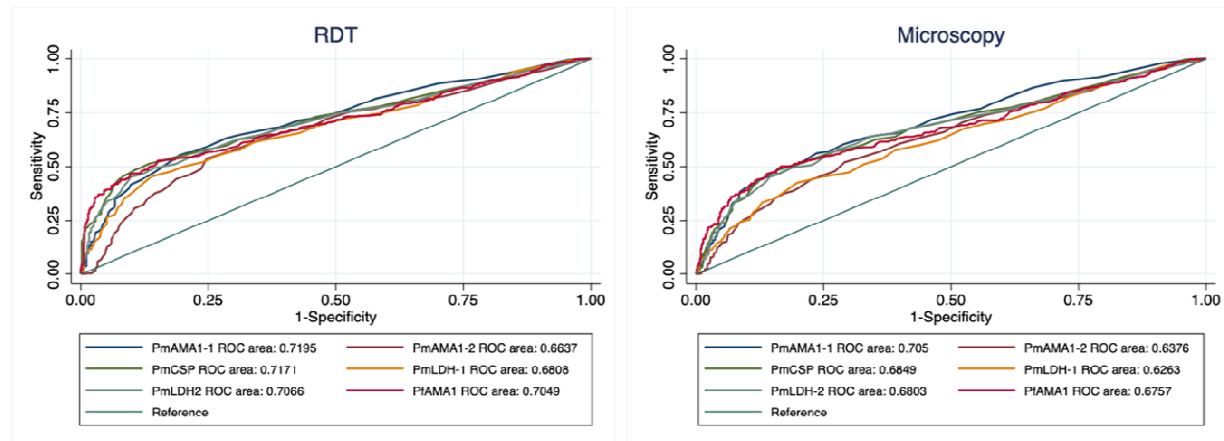 RDT
Sensitivity
1.00
0.75
0.50
0.25
0.00
0.00 0.25 0.50 0.75 1.00
1-Specificity
PmAMA1-1 ROC area: 0.7195 PmAMA1-2 ROC area: 0.6637
PmCSP ROC area: 0.7171 PmLDH-1 ROC area: 0.6808
PmLDH2 ROC area: 0.7066 PfAMA1 ROC area: 0.7049
Reference
Microscopy
Sensitivity
1.00
0.75
0.50
0.25
0.00
0.00 0.25 0.50 0.75 1.00
1-Specificity
PmAMA1-1 ROC area: 0.705 PmAMA1-2 ROC area: 0.6376
PmCSP ROC area: 0.6849 PmLDH-1 ROC area: 0.6263
PmLDH-2 ROC area: 0.6803 PfAMA1 ROC area: 0.6757
Reference